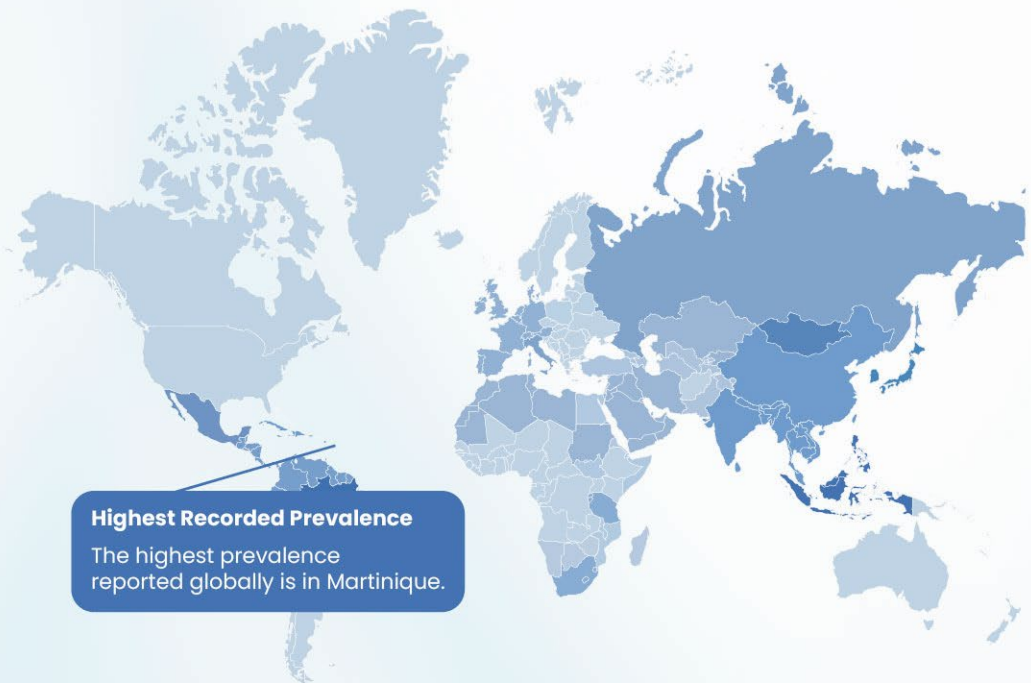 Highest Recorded Prevalence
The highest prevalence
reported globally is in Martinique.